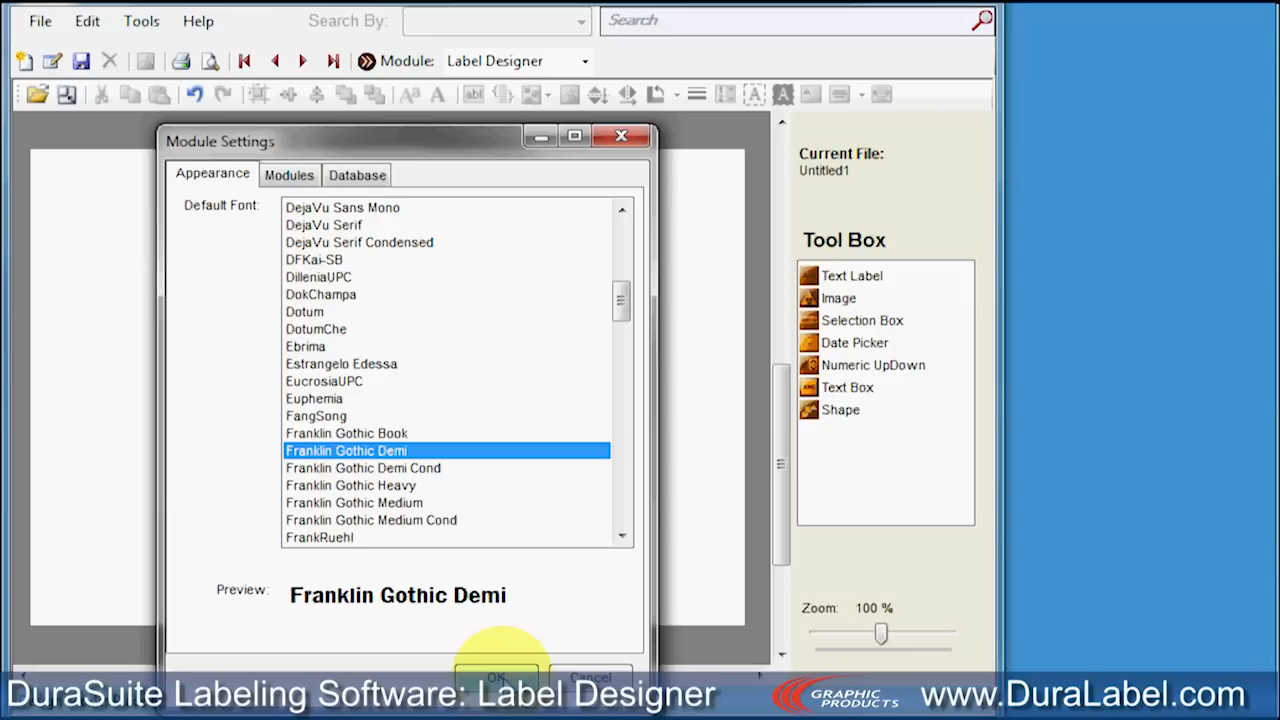 File Edit Tools Help Search By: Search
Module: Label Designer
Module Settings
Appearance Modules Database
Default Font:
DejaVu Sans Mono
DejaVu Serif
DejaVu Serif Condensed
DFKai-SB
DilleniaUPC
DokChampa
Dotum
DotumChe
Ebrima
Estrangelo Edessa
EucrosiaUPC
Euphemia
FangSong
Franklin Gothic Book
Franklin Gothic Demi
Franklin Gothic Demi Cond
Franklin Gothic Heavy
Franklin Gothic Medium
Franklin Gothic Medium Cond
FrankRuehl
Preview: Franklin Gothic Demi
OK Cancel
Current File:
Untitled1
Tool Box
Text Label
Image
Selection Box
Date Picker
Numeric UpDown
Text Box
Shape
Zoom: 100 %
DuraSuite Labeling Software: Label Designer GRAPHIC PRODUCTS www.DuraLabel.com